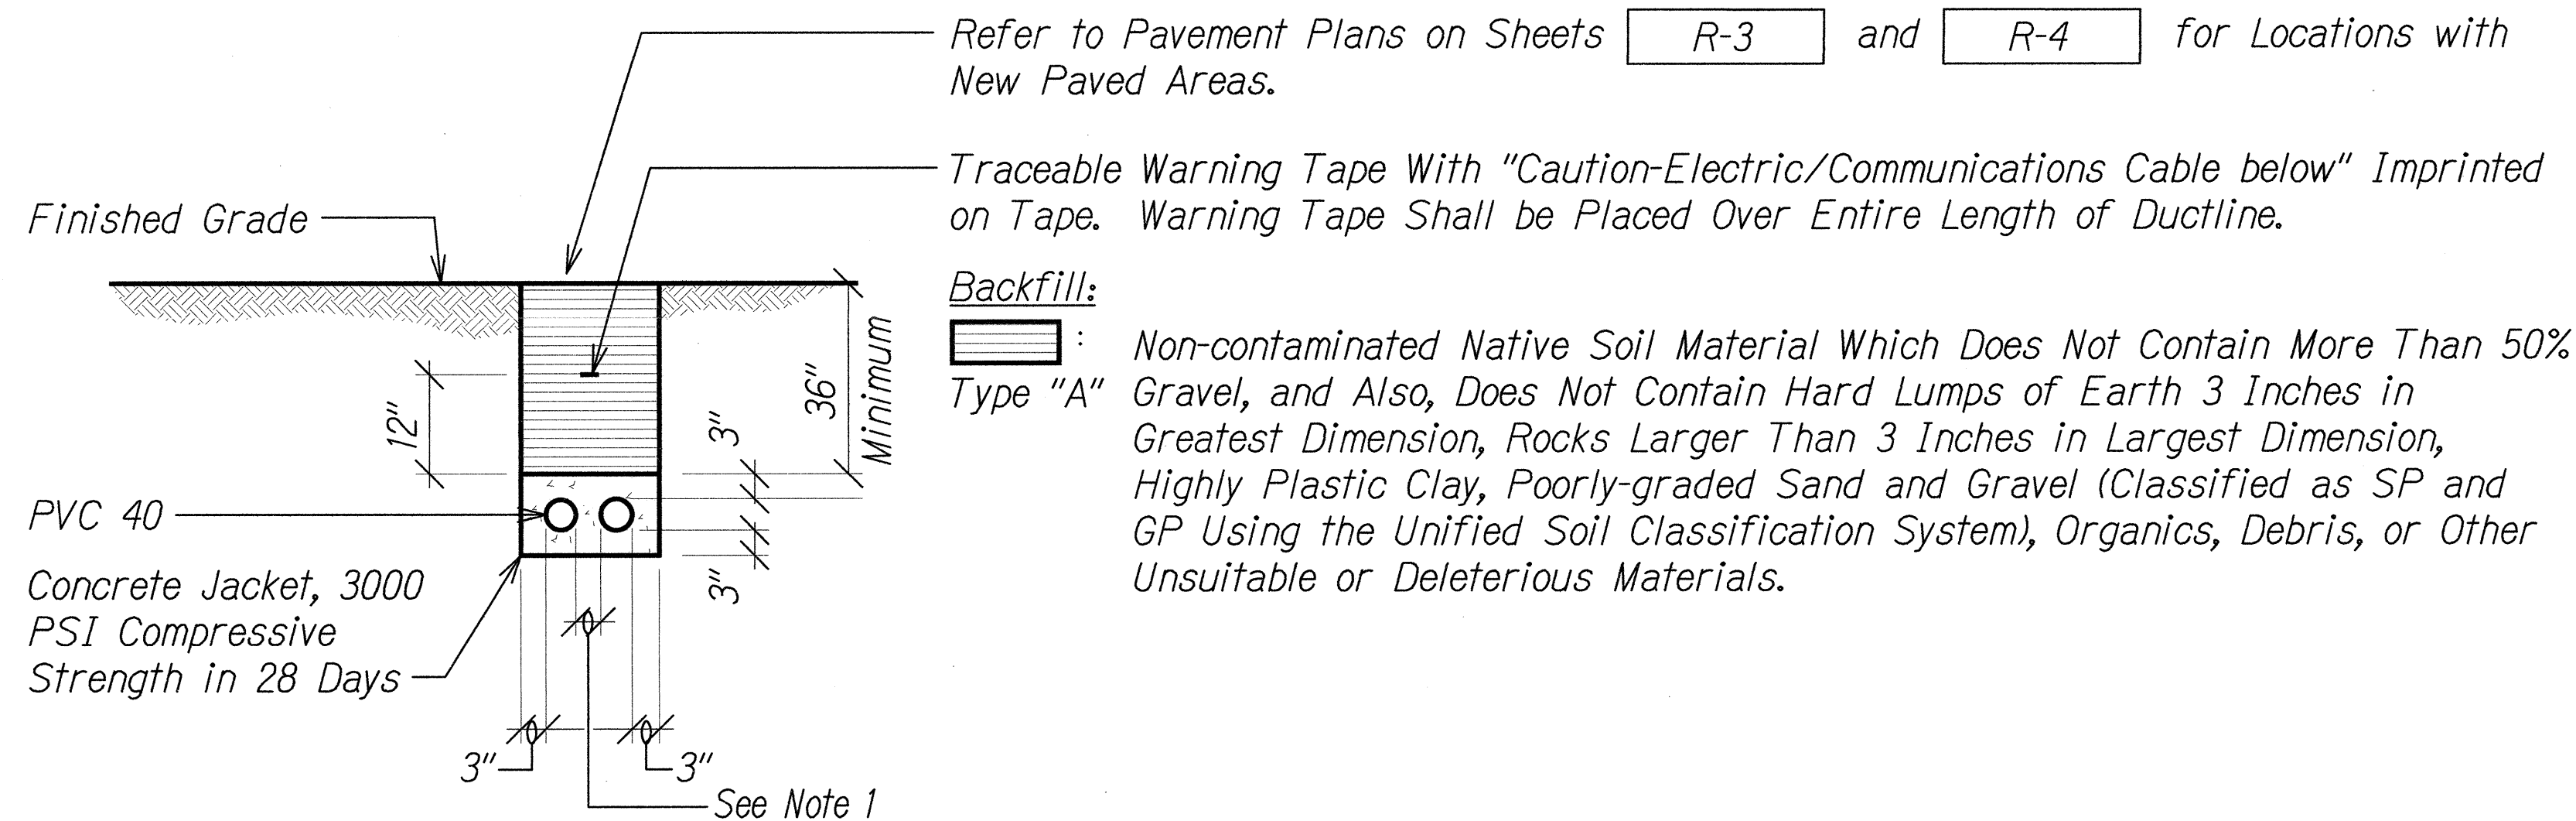 Refer to Pavement Plans on Sheets R-3 and R-4 for Locations with
New Paved Areas.
Traceable Warning Tape With "Caution-Electric/Communications Cable below" Imprinted
on Tape. Warning Tape Shall be Placed Over Entire Length of Ductline.
Finished Grade
Backfill:
:
Type "A"
Non-contaminated Native Soil Material Which Does Not Contain More Than 50%
Gravel, and Also, Does Not Contain Hard Lumps of Earth 3 Inches in
Greatest Dimension, Rocks Larger Than 3 Inches in Largest Dimension,
Highly Plastic Clay, Poorly-graded Sand and Gravel (Classified as SP and
GP Using the Unified Soil Classification System), Organics, Debris, or Other
Unsuitable or Deleterious Materials.
12"
36"
Minimum
3"
3"
PVC 40
Concrete Jacket, 3000
PSI Compressive
Strength in 28 Days
3"
3"
See Note 1